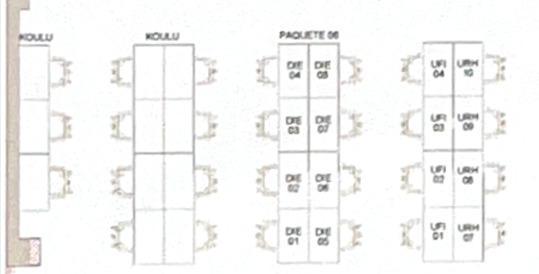 KOULU
KOULU
PAQUETE 06
DIE
04
DIE
08
UFI
04
URH
10
DIE
03
DIE
07
UFI
03
URH
09
DIE
02
DIE
06
UFI
02
URH
08
DIE
01
DIE
05
UFI
01
URH
07